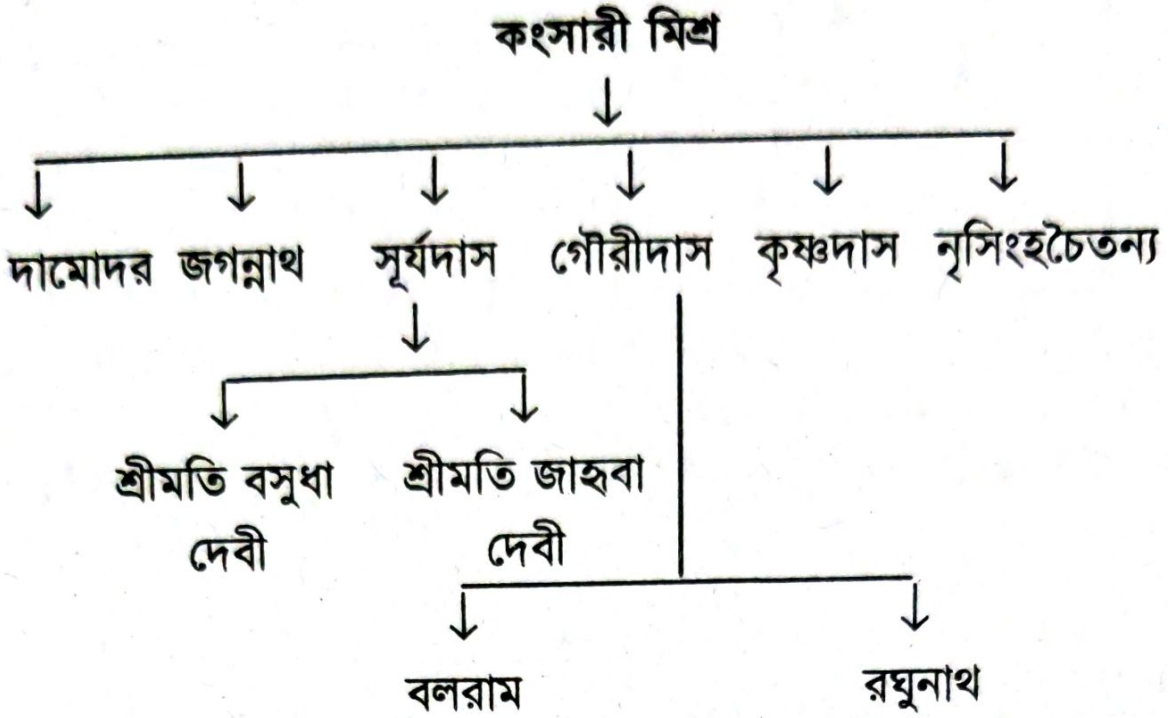 কংসারী মিশ্র
দামোদর জগন্নাথ সূর্যদাস গৌরীদাস কৃষ্ণদাস নৃসিংহচৈতন্য
শ্রীমতি বসুধা শ্রীমতি জাহ্নবা
দেবী দেবী
বলরাম রঘুনাথ